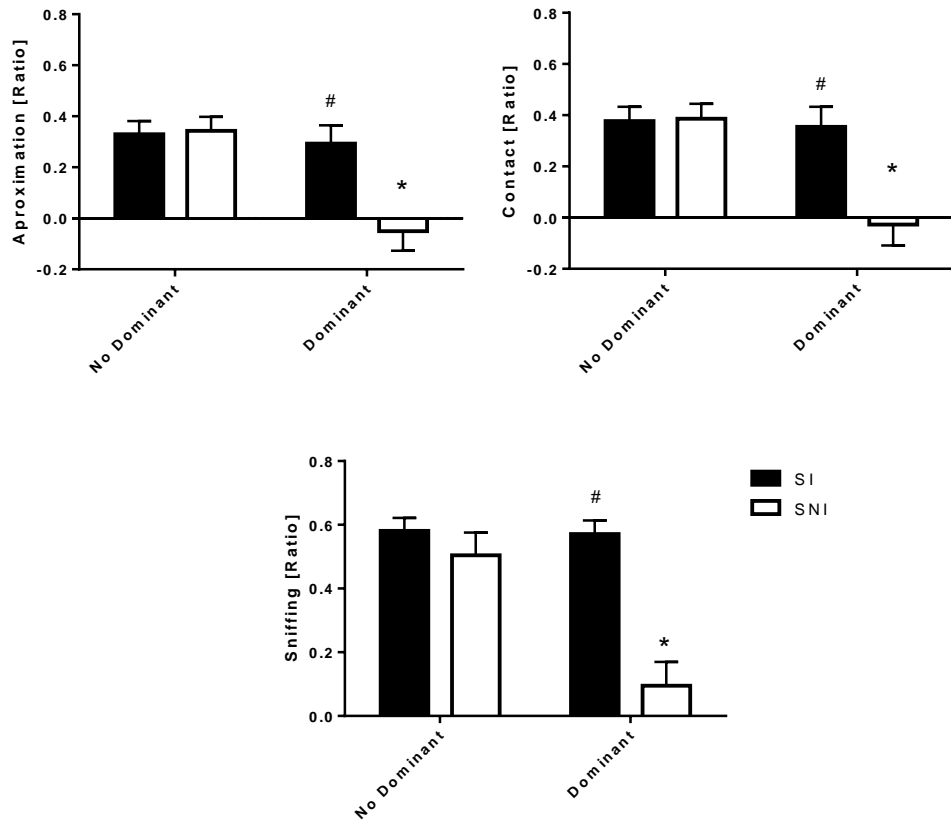 Aproximation [Ratio]
0.8
0.6
0.4
0.2
0.0
-0.2
#
*
No Dominant
Dominant
Contact [Ratio]
0.8
0.6
0.4
0.2
0.0
-0.2
#
*
No Dominant
Dominant
Sniffing [Ratio]
0.8
0.6
0.4
0.2
0.0
#
*
No Dominant
Dominant
SI
SNI